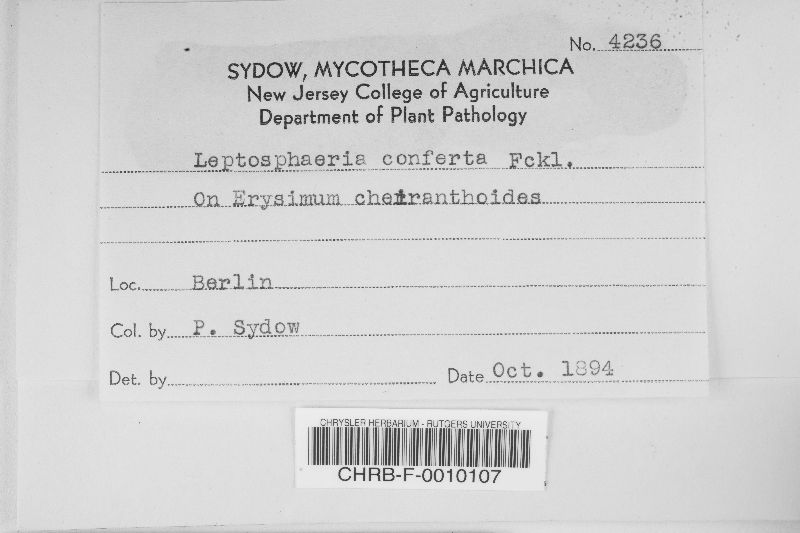 No. 4236
SYDOW, MYCOTHECA MARCHICA
New Jersey College of Agriculture
Department of Plant Pathology
Leptosphaeria conferta Fckl.
On Erysimum cheiranthoides
Loc. Berlin
Col. by P. Sydow
Det. by Date Oct. 1894
CHRYSLER HERBARIUM - RUTGERS UNIVERSITY
CHRB-F-0010107